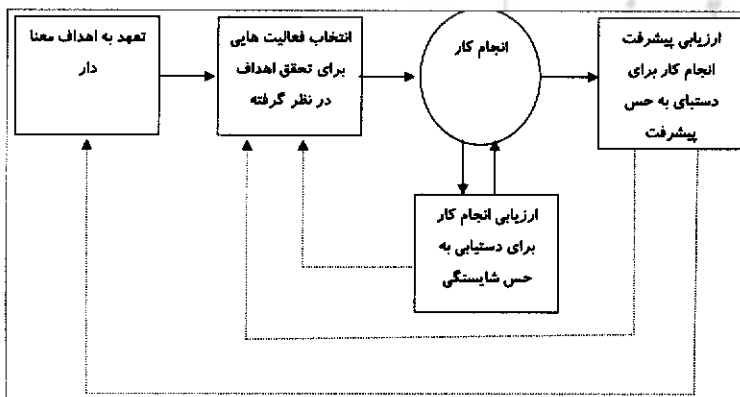 تعهد به اهداف معنا
دار
انتخاب فعالیت هایی
برای تحقق اهداف
در نظر گرفته
انجام کار
ارزیابی پیشرفت
انجام کار برای
دستبای به حس
پیشرفت
ارزیابی انجام کار
برای دستیابی به
حس شایستگی